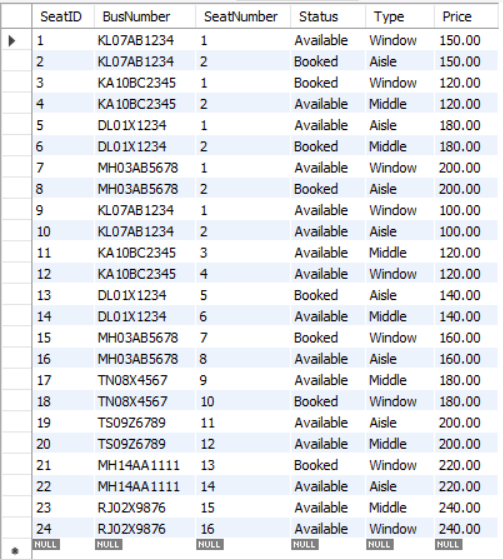 SeatID BusNumber SeatNumber Status Type Price
1 KL07AB1234 1 Available Window 150.00
2 KL07AB1234 2 Booked Aisle 150.00
3 KA10BC2345 1 Booked Window 120.00
4 KA10BC2345 2 Available Middle 120.00
5 DL01X1234 1 Available Aisle 180.00
6 DL01X1234 2 Booked Middle 180.00
7 MH03AB5678 1 Available Window 200.00
8 MH03AB5678 2 Booked Aisle 200.00
9 KL07AB1234 1 Available Window 100.00
10 KL07AB1234 2 Available Aisle 100.00
11 KA10BC2345 3 Available Middle 120.00
12 KA10BC2345 4 Available Window 120.00
13 DL01X1234 5 Booked Aisle 140.00
14 DL01X1234 6 Available Middle 140.00
15 MH03AB5678 7 Booked Window 160.00
16 MH03AB5678 8 Available Aisle 160.00
17 TN08X4567 9 Available Middle 180.00
18 TN08X4567 10 Booked Window 180.00
19 TS09Z6789 11 Available Aisle 200.00
20 TS09Z6789 12 Available Middle 200.00
21 MH14AA1111 13 Booked Window 220.00
22 MH14AA1111 14 Available Aisle 220.00
23 RJ02X9876 15 Available Middle 240.00
24 RJ02X9876 16 Available Window 240.00
NULL NULL NULL NULL NULL NULL